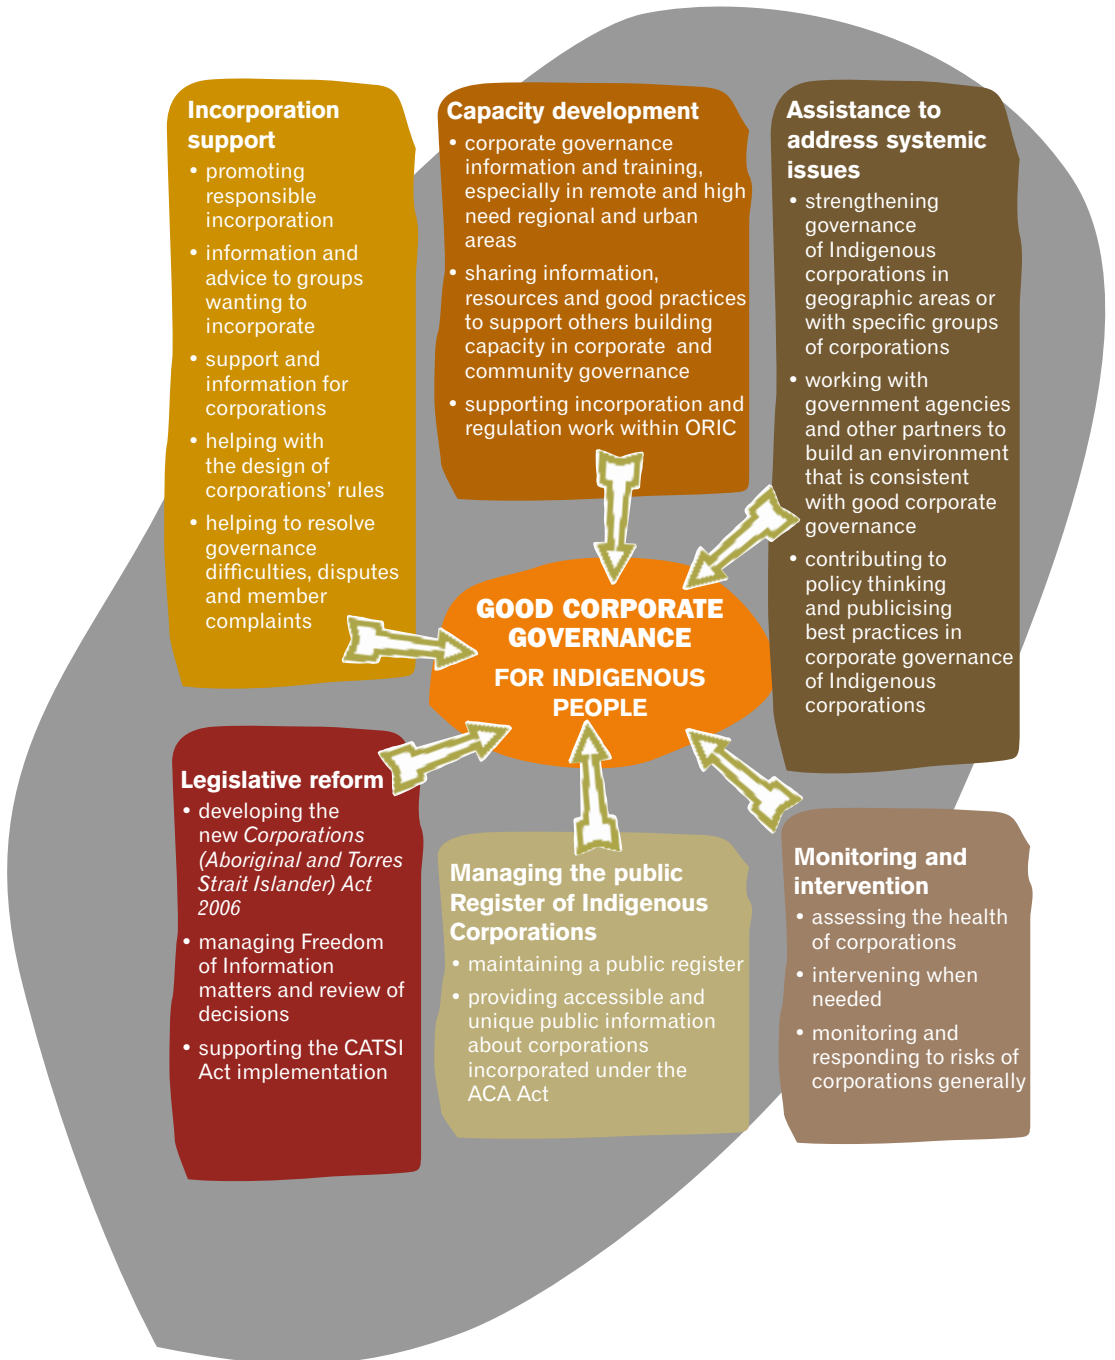 Incorporation
support
• promoting
responsible
incorporation
• information and
advice to groups
wanting to
incorporate
• support and
information for
corporations
• helping with
the design of
corporations’ rules
• helping to resolve
governance
difficulties, disputes
and member
complaints
Capacity development
• corporate governance
information and training,
especially in remote and high
need regional and urban
areas
• sharing information,
resources and good practices
to support others building
capacity in corporate and
community governance
• supporting incorporation and
regulation work within ORIC
Assistance to
address systemic
issues
• strengthening
governance
of Indigenous
corporations in
geographic areas or
with specific groups
of corporations
• working with
government agencies
and other partners to
build an environment
that is consistent
with good corporate
governance
• contributing to
policy thinking
and publicising
best practices in
corporate governance
of Indigenous
corporations
GOOD CORPORATE
GOVERNANCE
FOR INDIGENOUS
PEOPLE
Legislative reform
• developing the
new Corporations
(Aboriginal and Torres
Strait Islander) Act
2006
• managing Freedom
of Information
matters and review of
decisions
• supporting the CATSI
Act implementation
Managing the public
Register of Indigenous
Corporations
• maintaining a public register
• providing accessible and
unique public information
about corporations
incorporated under the
ACA Act
Monitoring and
intervention
• assessing the health
of corporations
• intervening when
needed
• monitoring and
responding to risks of
corporations generally